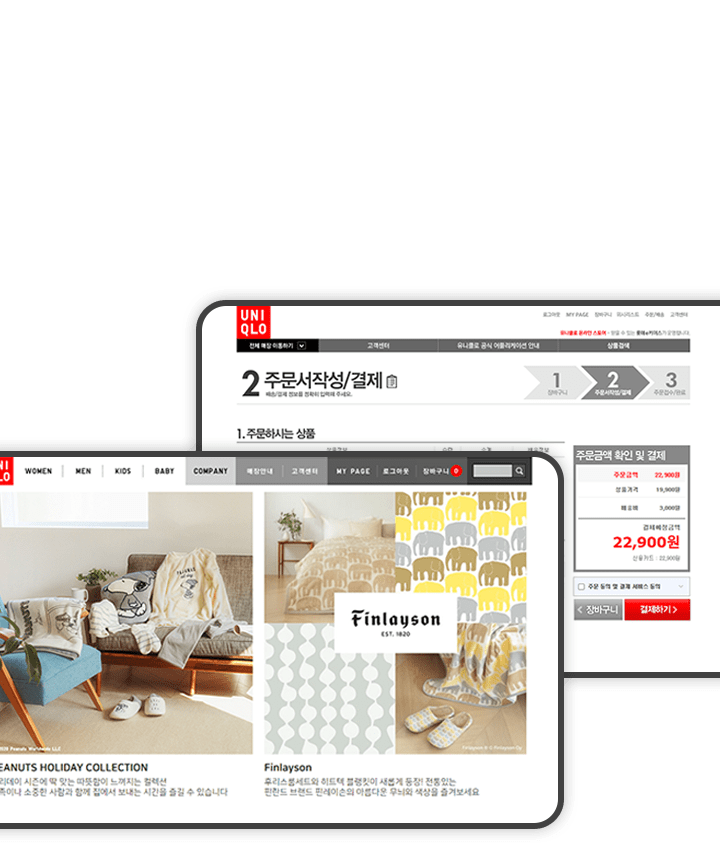 UNI
QLO
로그아웃 MY PAGE 장바구니 위시리스트 주문/배송 고객센터
유니클로 온라인 스토어
전체 매장 이동하기 고객센터 유니클로 공식 어플리케이션 안내 상품검색
2 주문서작성/결제
배송/결제 정보를 정확히 입력해 주세요.
1 장바구니
2 주문서작성/결제
3 주문접수/완료
1.주문하시는 상품
주문금액 확인 및 결제
주문금액 22,900원
상품가격 19,900원
배송비 3,000원
결제예정금액
22,900원
신용카드 : 22,900원
주문 동의 및 결제 서비스 동의
< 장바구니 결제하기 >
NI
LO
WOMEN MEN KIDS BABY COMPANY 매장안내 고객센터 MY PAGE 로그아웃 장바구니 0
Finlayson
EST. 1820
Peanuts Worldwide LLC
Finlayson ® © Finlayson Oy
EANUTS HOLIDAY COLLECTION
리데이 시즌에 딱 맞는 따뜻함이 느껴지는 컬렉션
족이나 소중한 사람과 함께 집에서 보내는 시간을 즐길 수 있습니다
Finlayson
후리스룸세트와 히트텍 블랭킷이 새롭게 등장! 전통있는
핀란드 브랜드 핀레이슨의 아름다운 무늬와 색상을 즐겨보세요